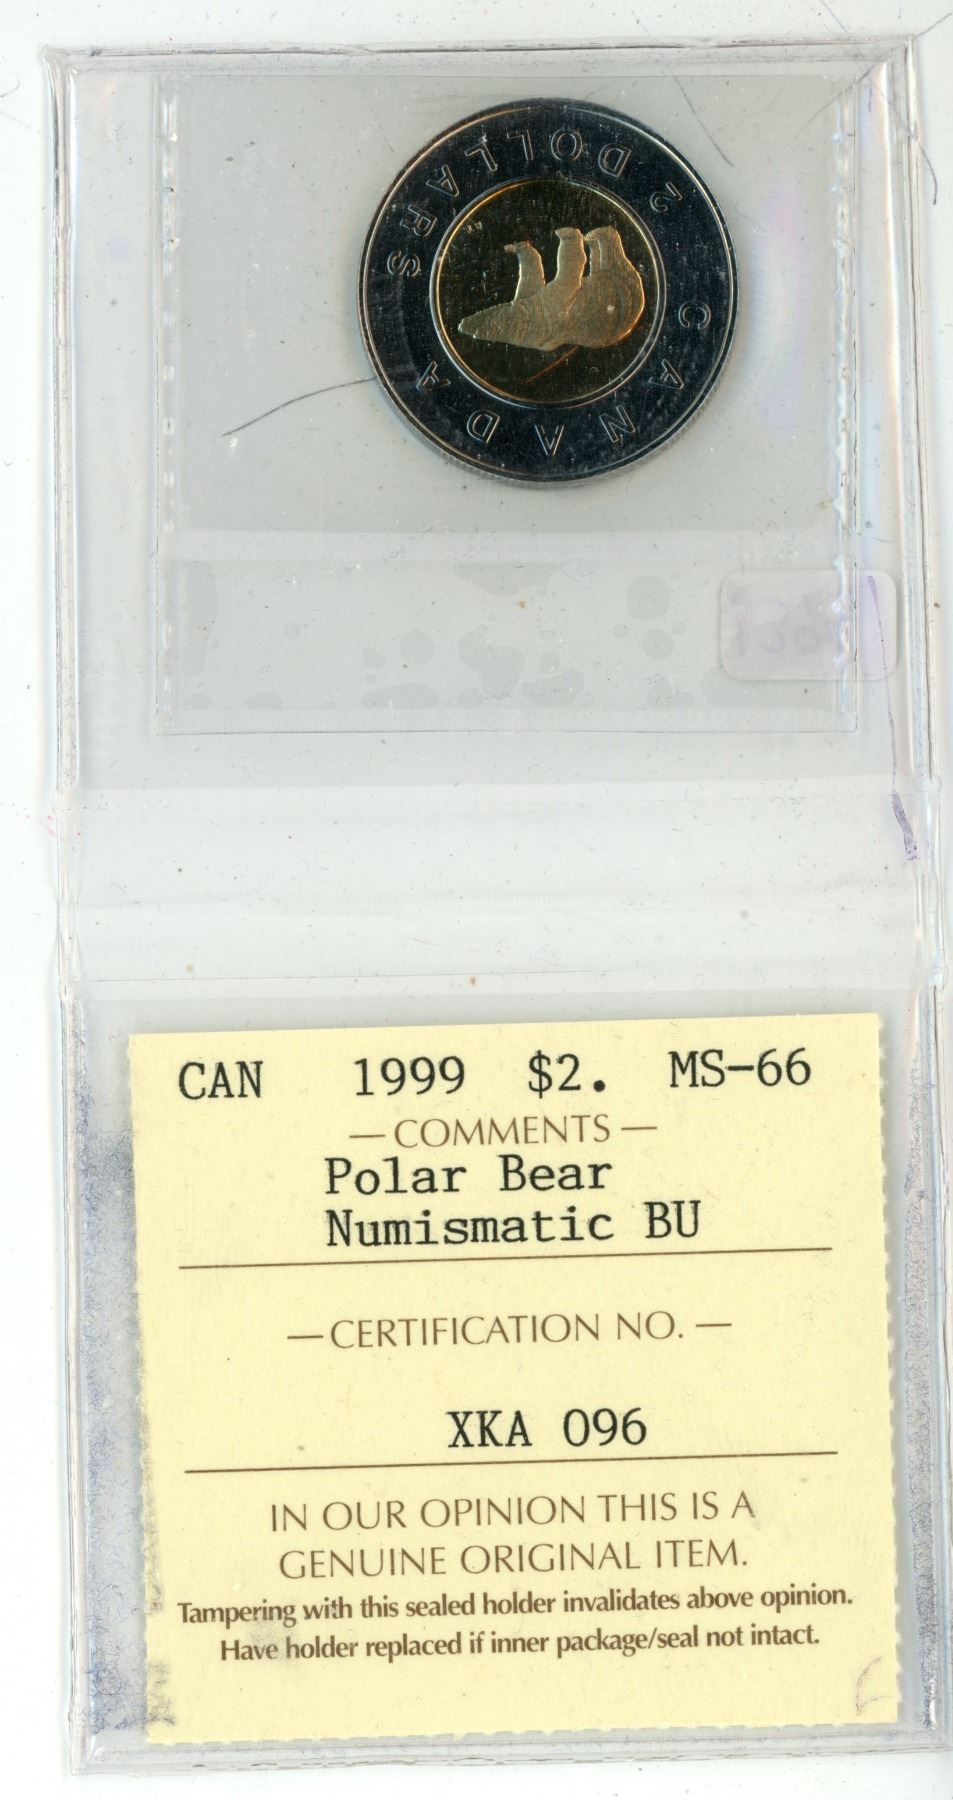 2 DOLLARS
CANADA
CAN 1999 $2. MS-66
— COMMENTS —
Polar Bear
Numismatic BU
— CERTIFICATION NO. —
XKA 096
IN OUR OPINION THIS IS A
GENUINE ORIGINAL ITEM.
Tampering with this sealed holder invalidates above opinion.
Have holder replaced if inner package/seal not intact.